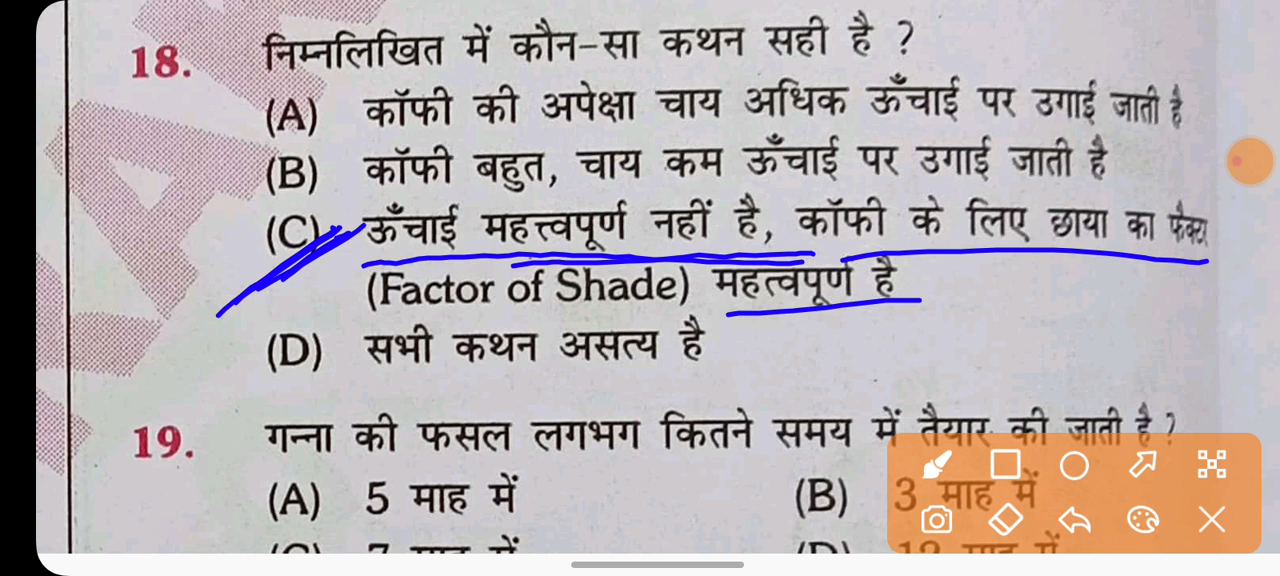 18. निम्नलिखित में कौन-सा कथन सही है ?
(A) कॉफी की अपेक्षा चाय अधिक ऊँचाई पर उगाई जाती है
(B) कॉफी बहुत, चाय कम ऊँचाई पर उगाई जाती है
(C) ऊँचाई महत्त्वपूर्ण नहीं है, कॉफी के लिए छाया का फैक्टर
(Factor of Shade) महत्वपूर्ण है
(D) सभी कथन असत्य है
19. गन्ना की फसल लगभग कितने समय में तैयार की जाती है ?
(A) 5 माह में (B) 3 माह में